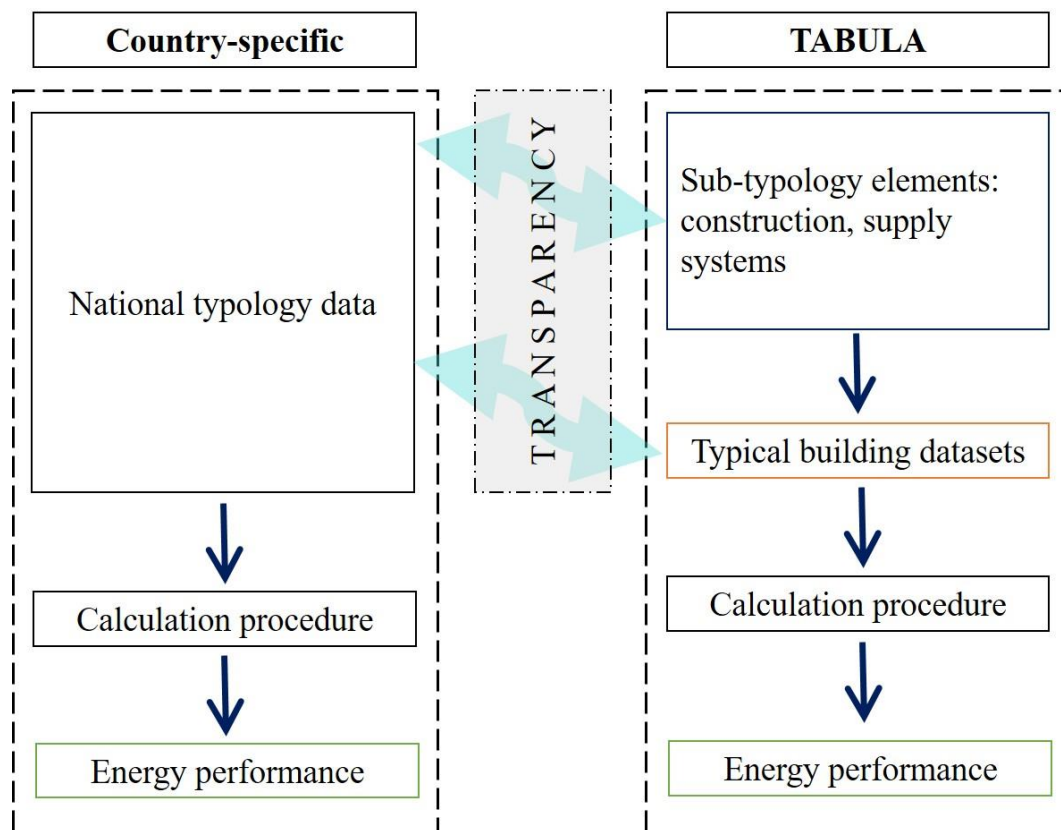 Country-specific
TABULA
National typology data
Calculation procedure
Energy performance
TRANSPARENCY
Sub-typology elements:
construction, supply
systems
Typical building datasets
Calculation procedure
Energy performance